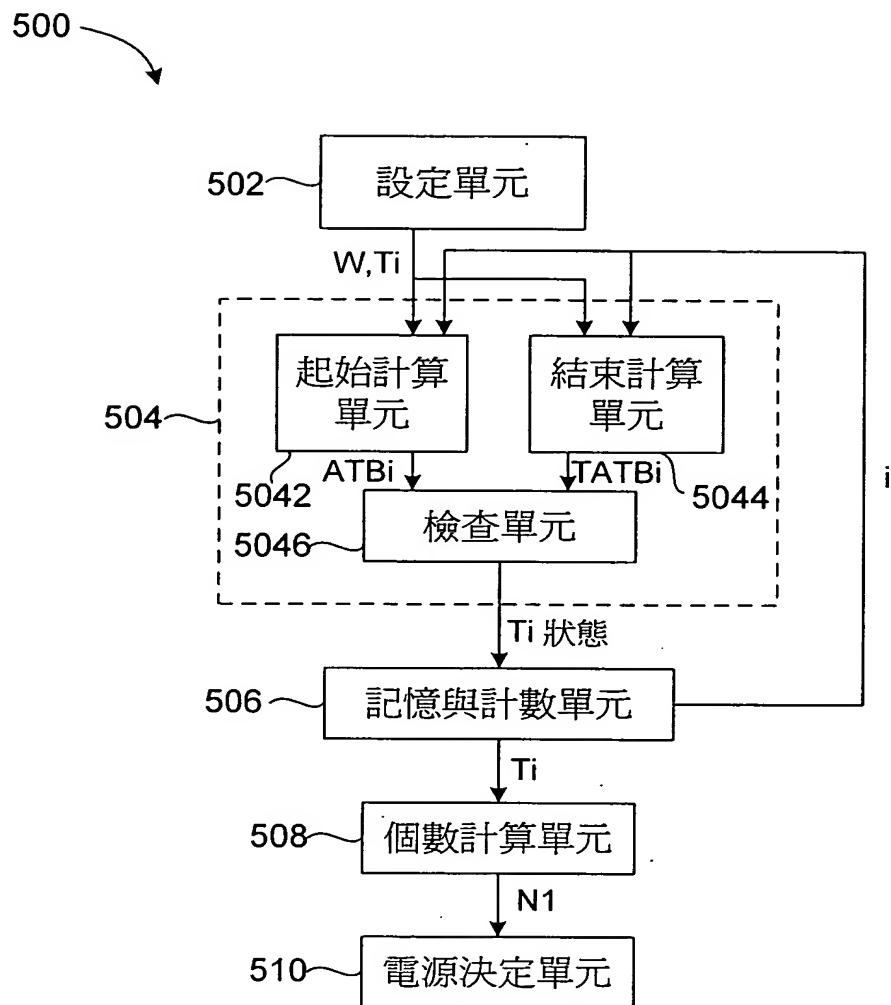 500
502
設定單元
W,Ti
504
起始計算
單元
結束計算
單元
5042
ATBi
TATBi
5044
i
5046
檢查單元
Ti 狀態
506
記憶與計數單元
Ti
508
個數計算單元
N1
510
電源決定單元